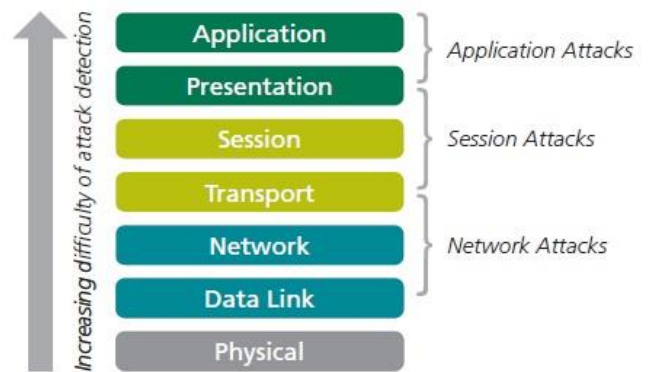 Increasing difficulty of attack detection
Application
Presentation
Session
Transport
Network
Data Link
Physical
Application Attacks
Session Attacks
Network Attacks